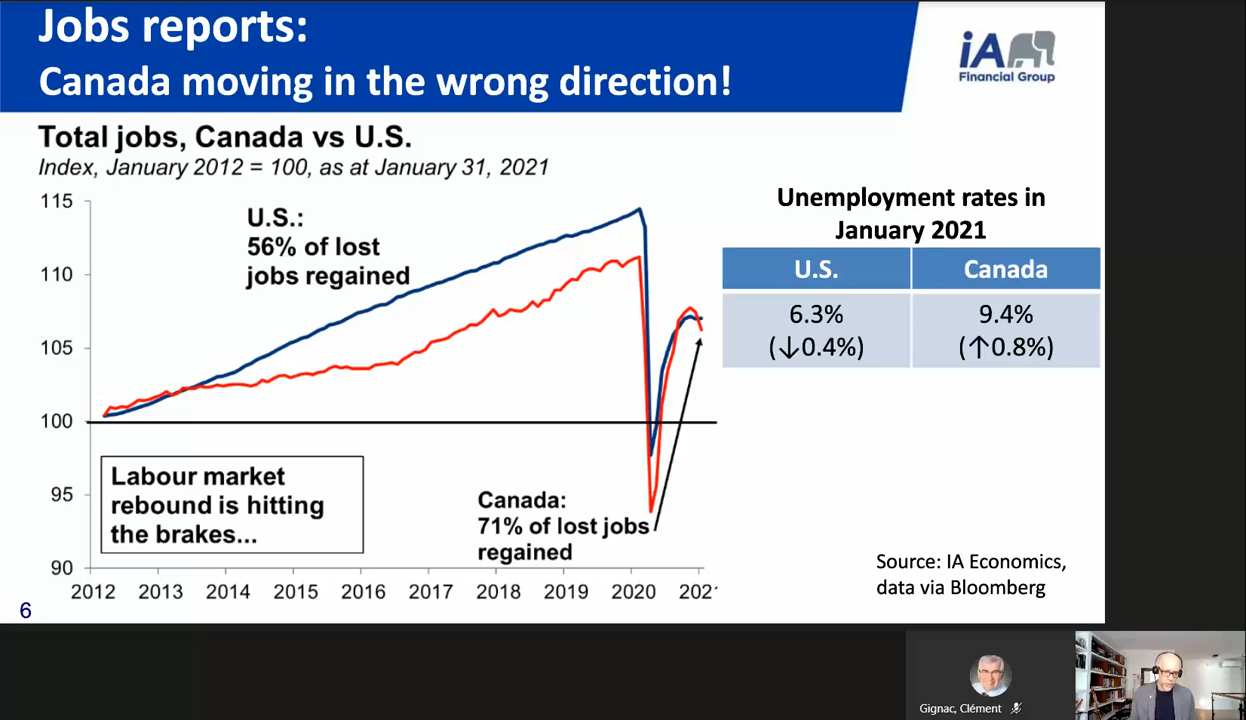 Jobs reports:
Canada moving in the wrong direction!
iA
Financial Group
Total jobs, Canada vs U.S.
Index, January 2012 = 100, as at January 31, 2021
115
110
105
100
95
90
U.S.:
56% of lost
jobs regained
Labour market
rebound is hitting
the brakes...
Canada:
71% of lost jobs
regained
2012 2013 2014 2015 2016 2017 2018 2019 2020 202
Unemployment rates in
January 2021
U.S. Canada
6.3% 9.4%
(↓0.4%) (↑0.8%)
Source: IA Economics,
data via Bloomberg
6
Gignac, Clément